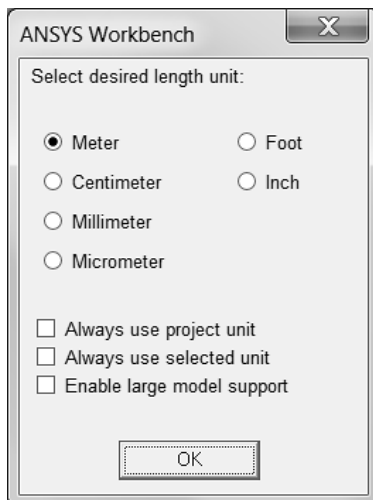 ANSYS Workbench
X
Select desired length unit:
Meter
Foot
Centimeter
Inch
Millimeter
Micrometer
Always use project unit
Always use selected unit
Enable large model support
OK